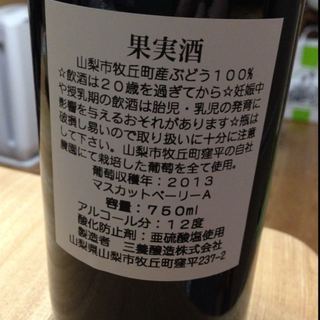 果実酒
山梨市牧丘町産ぶどう100%
☆飲酒は20歳を過ぎてから☆妊娠中
や授乳期の飲酒は胎児・乳児の発育に
影響を与えるおそれがあります☆瓶は
破損し易いので取り扱いに十分に注意
して下さい。山梨市牧丘町窪平の自社
農園にて栽培した葡萄を全て使用。
葡萄収穫年：2013
マスカットベーリーA
容量：750ml
アルコール分：12度
酸化防止剤：亜硫酸塩使用
製造者　三養醸造株式会社
山梨県山梨市牧丘町窪平237-2